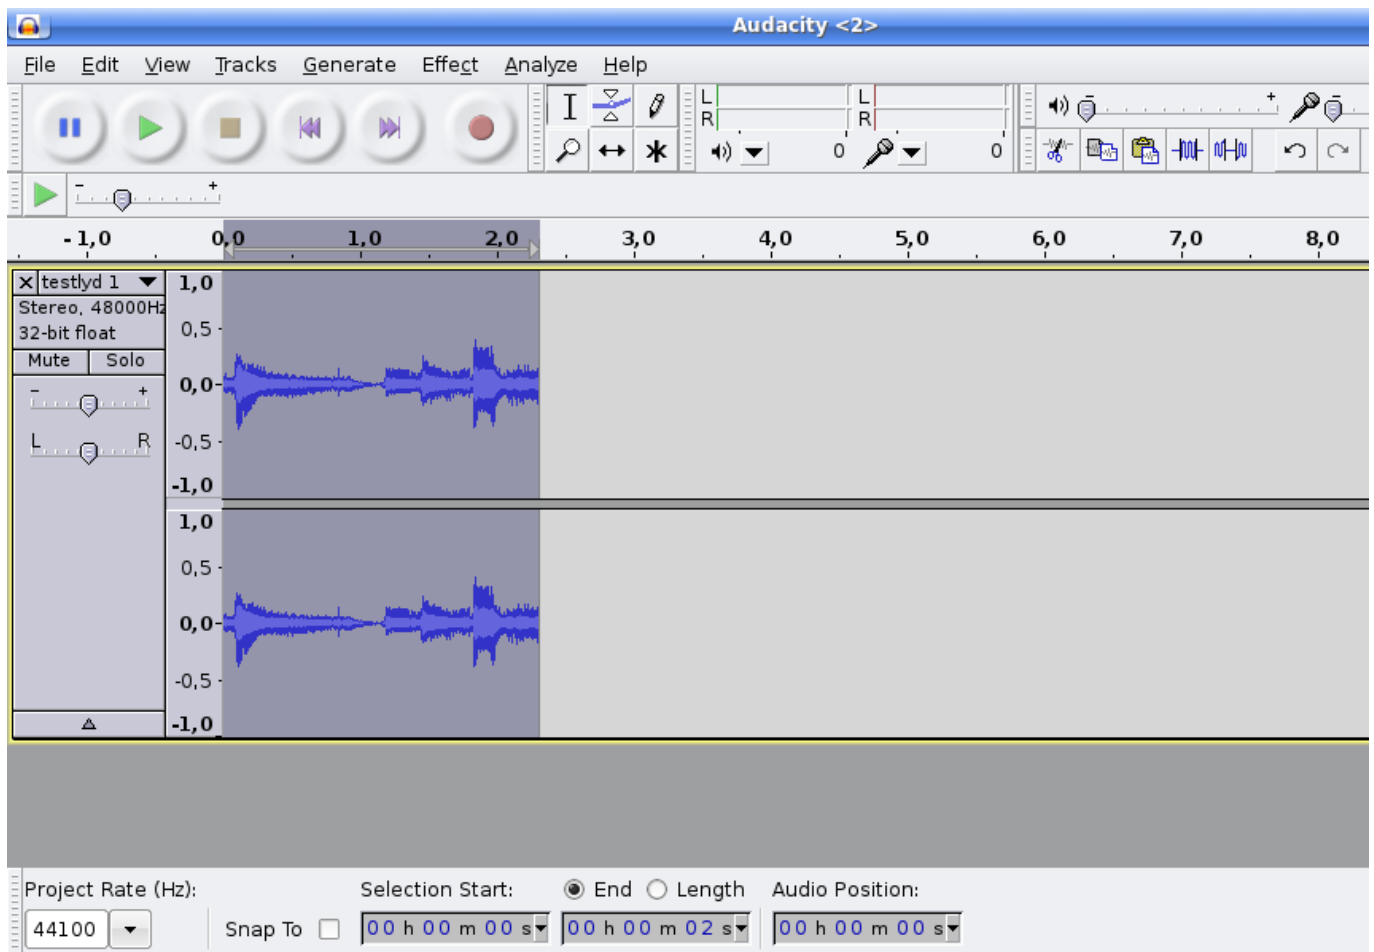 Audacity <2>
File Edit View Tracks Generate Effect Analyze Help
L L
R R
0 0
- +
- 1,0 0,0 1,0 2,0 3,0 4,0 5,0 6,0 7,0 8,0
testlyd 1
Stereo, 48000Hz
32-bit float
Mute Solo
- +
L R
1,0
0,5
0,0
-0,5
-1,0
1,0
0,5
0,0
-0,5
-1,0
Project Rate (Hz): Selection Start: End Length Audio Position:
44100 Snap To 00 h 00 m 00 s 00 h 00 m 02 s 00 h 00 m 00 s